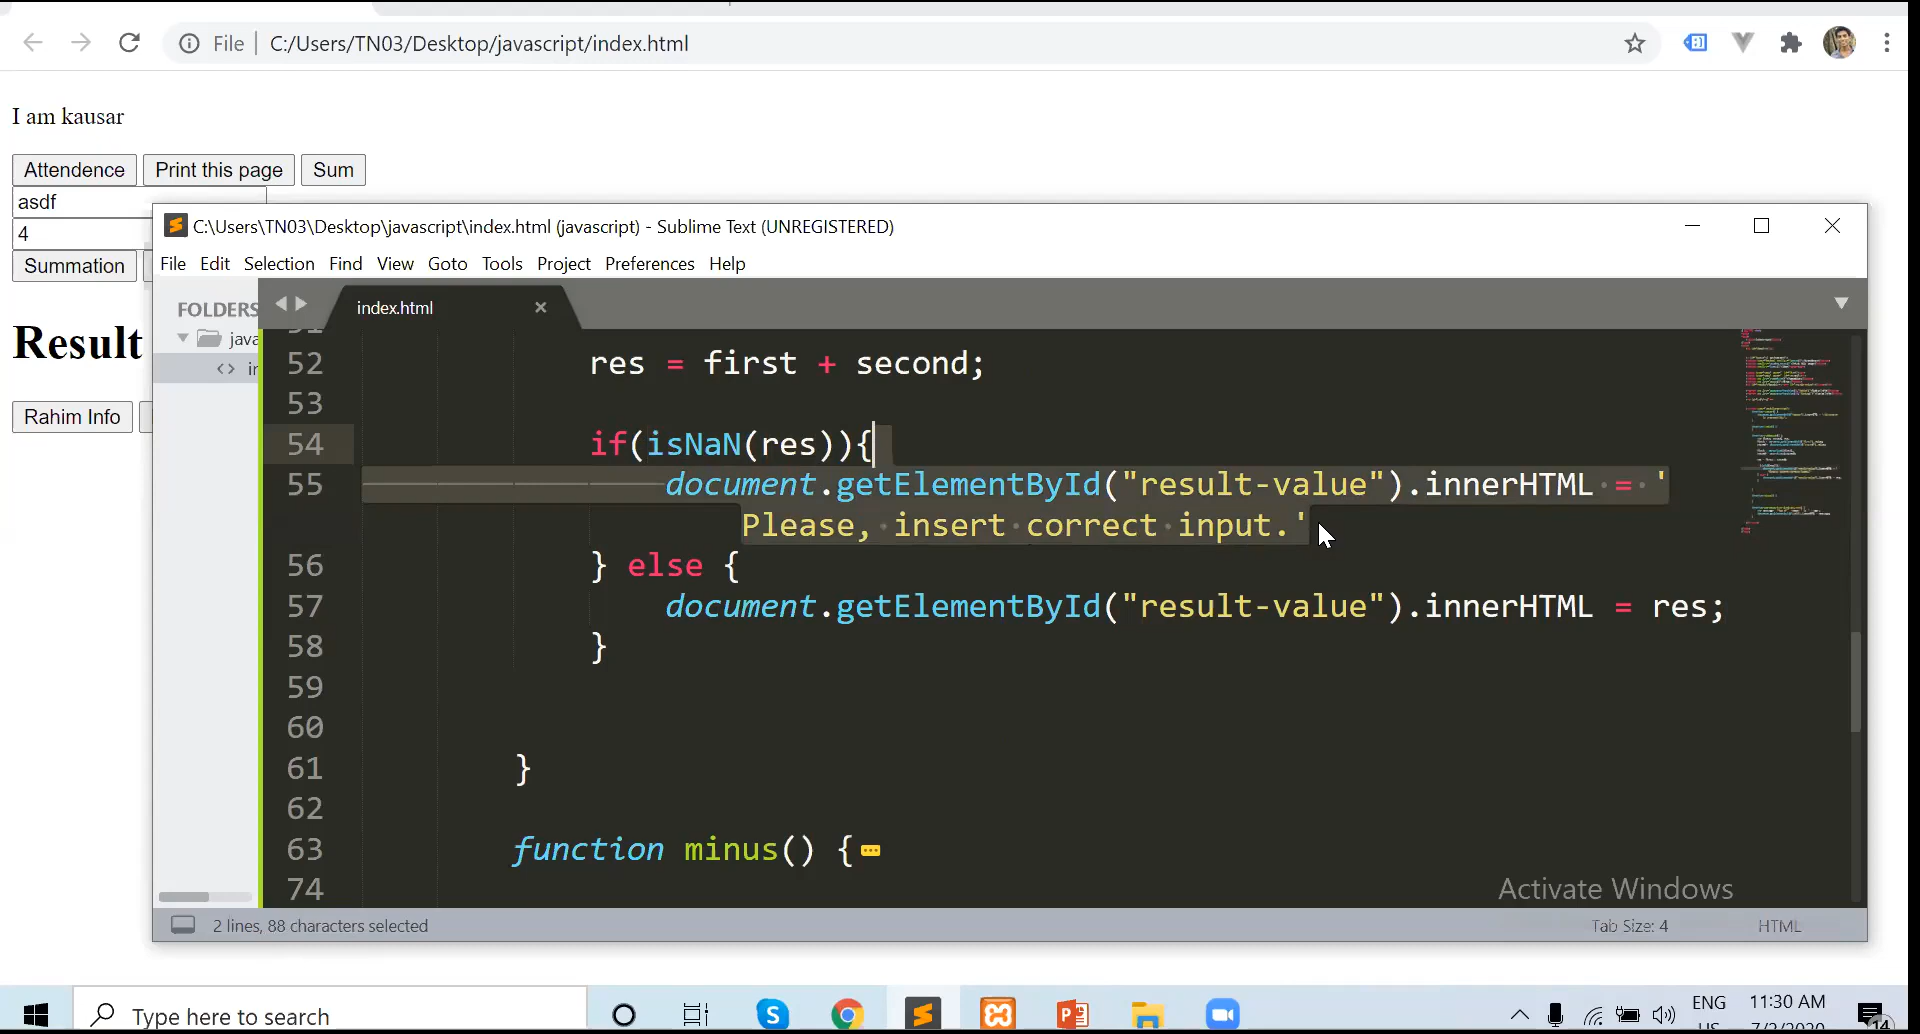 File C:/Users/TN03/Desktop/javascript/index.html
I am kausar
Attendence Print this page Sum
asdf
4
Summation
Result
Rahim Info
C:\Users\TN03\Desktop\javascript\index.html (javascript) - Sublime Text (UNREGISTERED)
File Edit Selection Find View Goto Tools Project Preferences Help
FOLDERS
java
index.html
52 res = first + second;
53
54 if(isNaN(res)){
55 document.getElementById("result-value").innerHTML = '
Please, insert correct input.'
56 } else {
57 document.getElementById("result-value").innerHTML = res;
58 }
59
60
61 }
62
63 function minus() {
74
Activate Windows
2 lines, 88 characters selected Tab Size: 4 HTML
Type here to search
ENG 11:30 AM
14